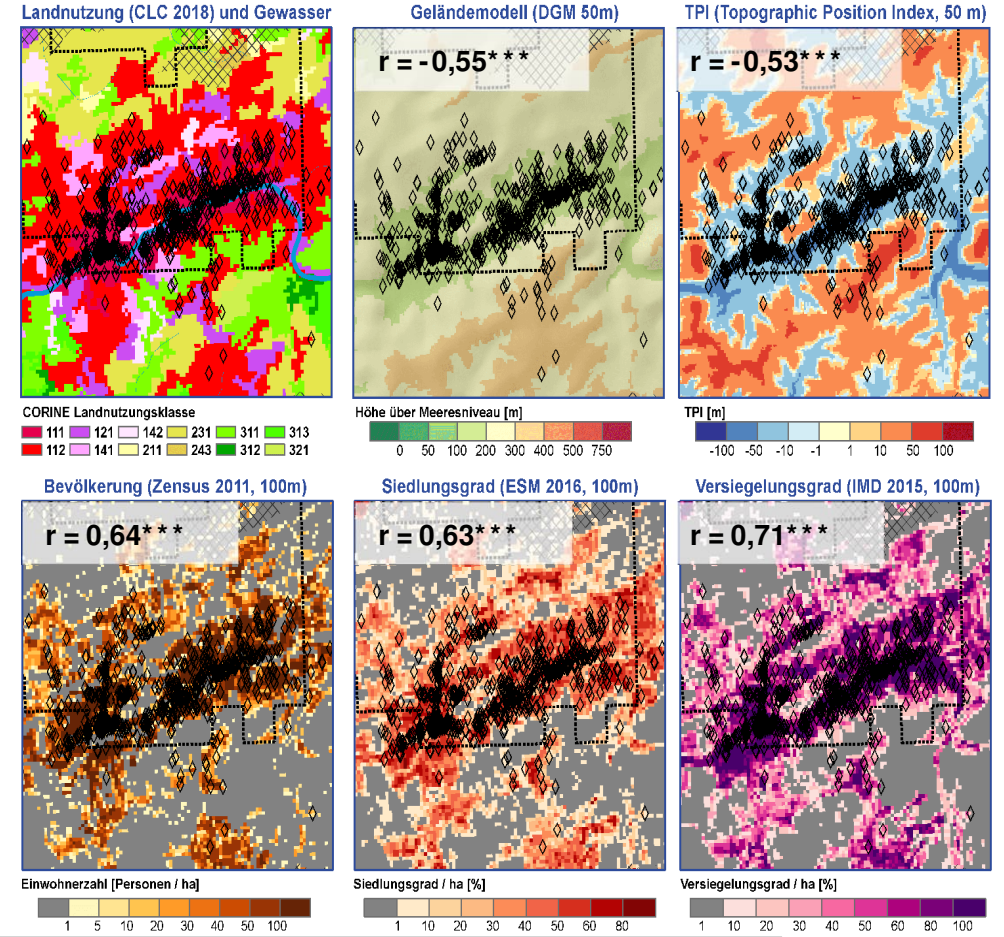 Landnutzung (CLC 2018) und Gewasser
Geländemodell (DGM 50m)
TPI (Topographic Position Index, 50 m)
r = -0,55***
r = -0,53***
CORINE Landnutzungsklasse
111 121 142 231 311 313
112 141 211 243 312 321
Höhe über Meeresniveau [m]
0 50 100 200 300 400 500 750
TPI [m]
-100 -50 -10 -1 1 10 50 100
Bevölkerung (Zensus 2011, 100m)
Siedlungsgrad (ESM 2016, 100m)
Versiegelungsgrad (IMD 2015, 100m)
r = 0,64***
r = 0,63***
r = 0,71***
Einwohnerzahl [Personen / ha]
1 5 10 20 30 40 50 100
Siedlungsgrad / ha [%]
1 10 20 30 40 50 60 80
Versiegelungsgrad / ha [%]
1 10 20 30 40 60 80 100